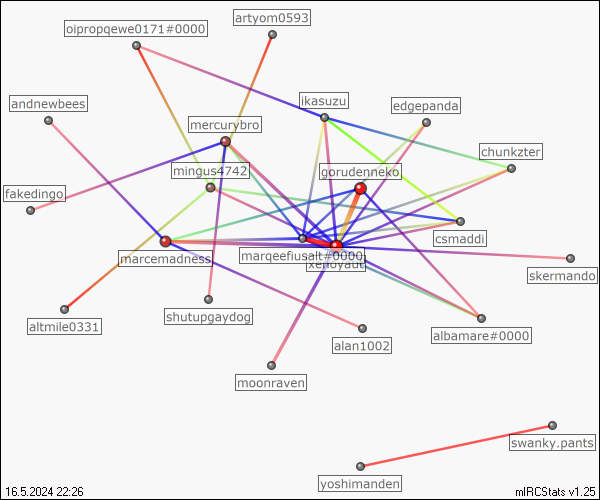 artyom0593
oipropqewe0171#0000
ikasuzu
andnewbees
edgepanda
mercurybro
chunkzter
mingus4742
gorudenneko
fakedingo
csmaddi
marcemadness
marqeefiusalt#0000
xenoyaut
skermando
shutupgaydog
altmile0331
albamare#0000
alan1002
moonraven
swanky.pants
yoshimanden
16.5.2024 22:26
mIRCStats v1.25